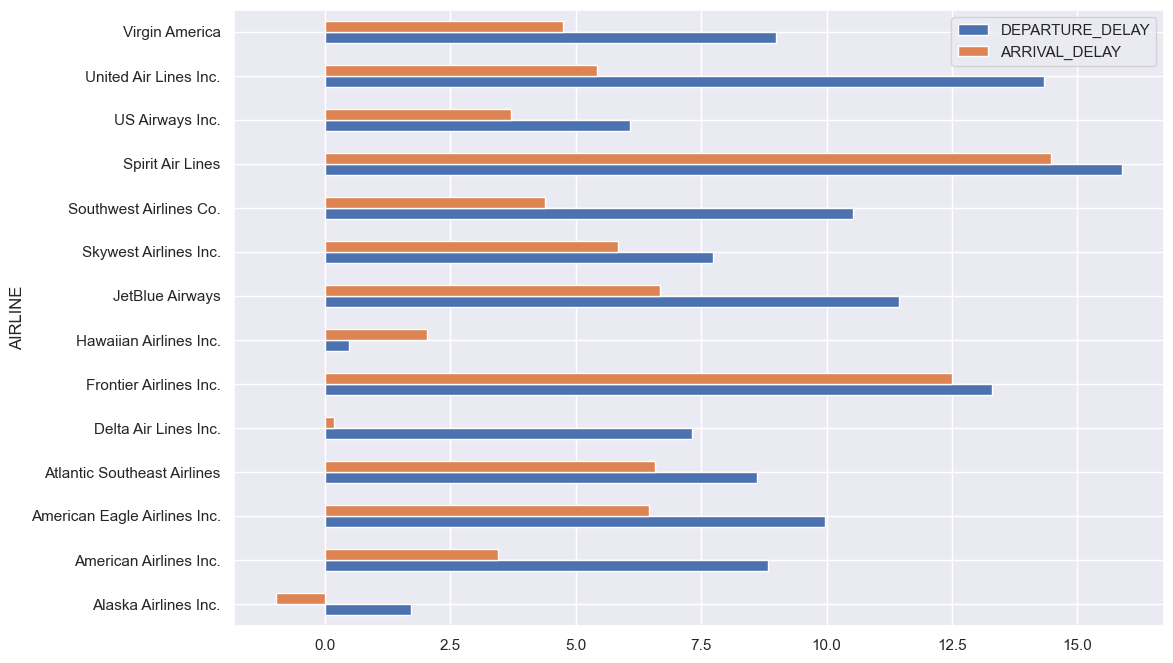 DEPARTURE_DELAY
ARRIVAL_DELAY
AIRLINE
Virgin America
United Air Lines Inc.
US Airways Inc.
Spirit Air Lines
Southwest Airlines Co.
Skywest Airlines Inc.
JetBlue Airways
Hawaiian Airlines Inc.
Frontier Airlines Inc.
Delta Air Lines Inc.
Atlantic Southeast Airlines
American Eagle Airlines Inc.
American Airlines Inc.
Alaska Airlines Inc.
0.0 2.5 5.0 7.5 10.0 12.5 15.0